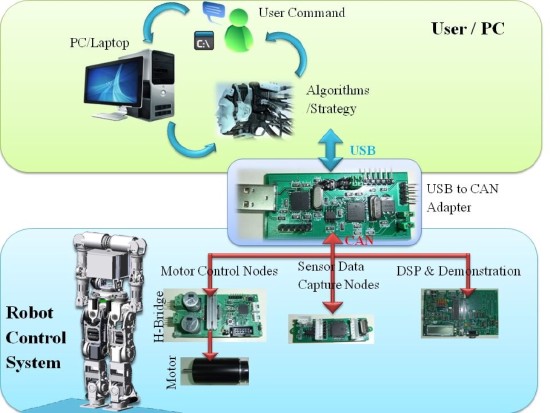 User Command
User / PC
PC/Laptop
C:\
Algorithms
/Strategy
USB
USB to CAN
Adapter
CAN
Motor Control Nodes
Sensor Data
Capture Nodes
DSP & Demonstration
H-Bridge
Robot
Control
System
Motor